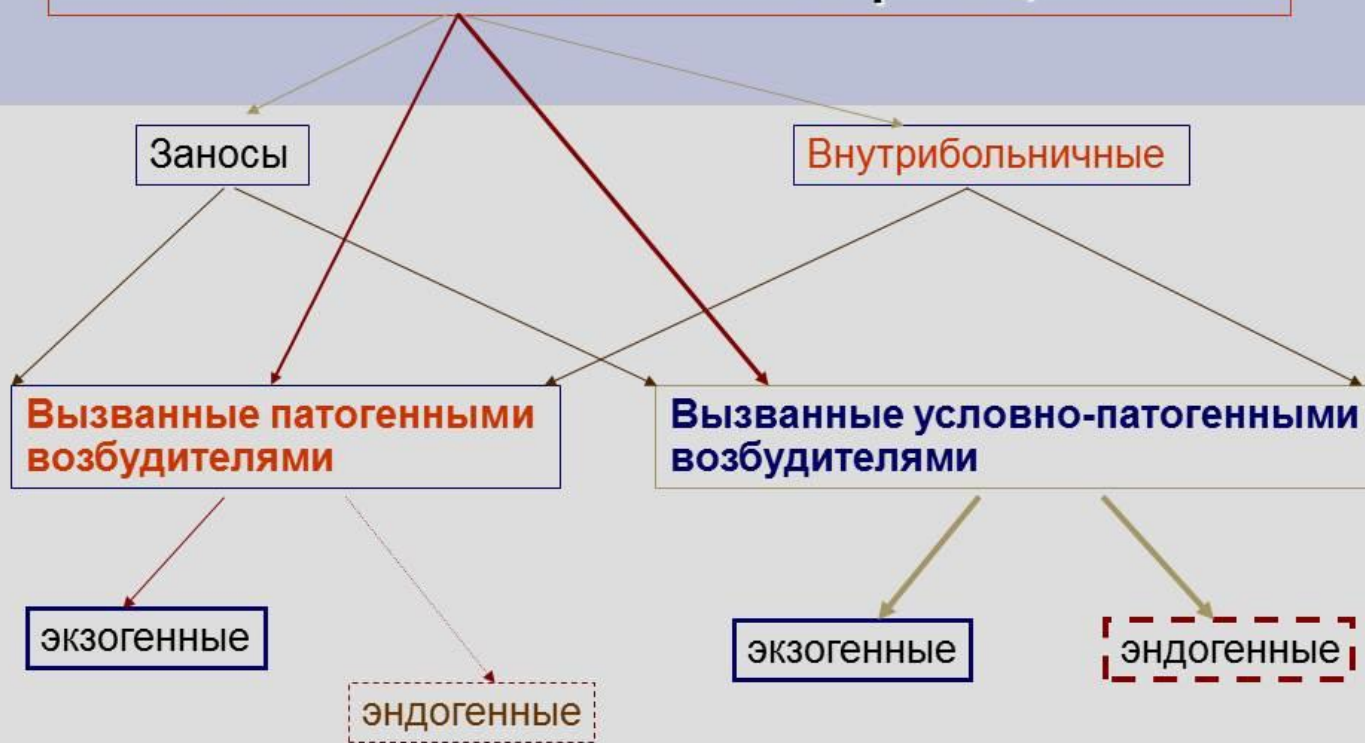 Заносы
Внутрибольничные
Вызванные патогенными
возбудителями
Вызванные условно-патогенными
возбудителями
экзогенные
эндогенные
экзогенные
эндогенные